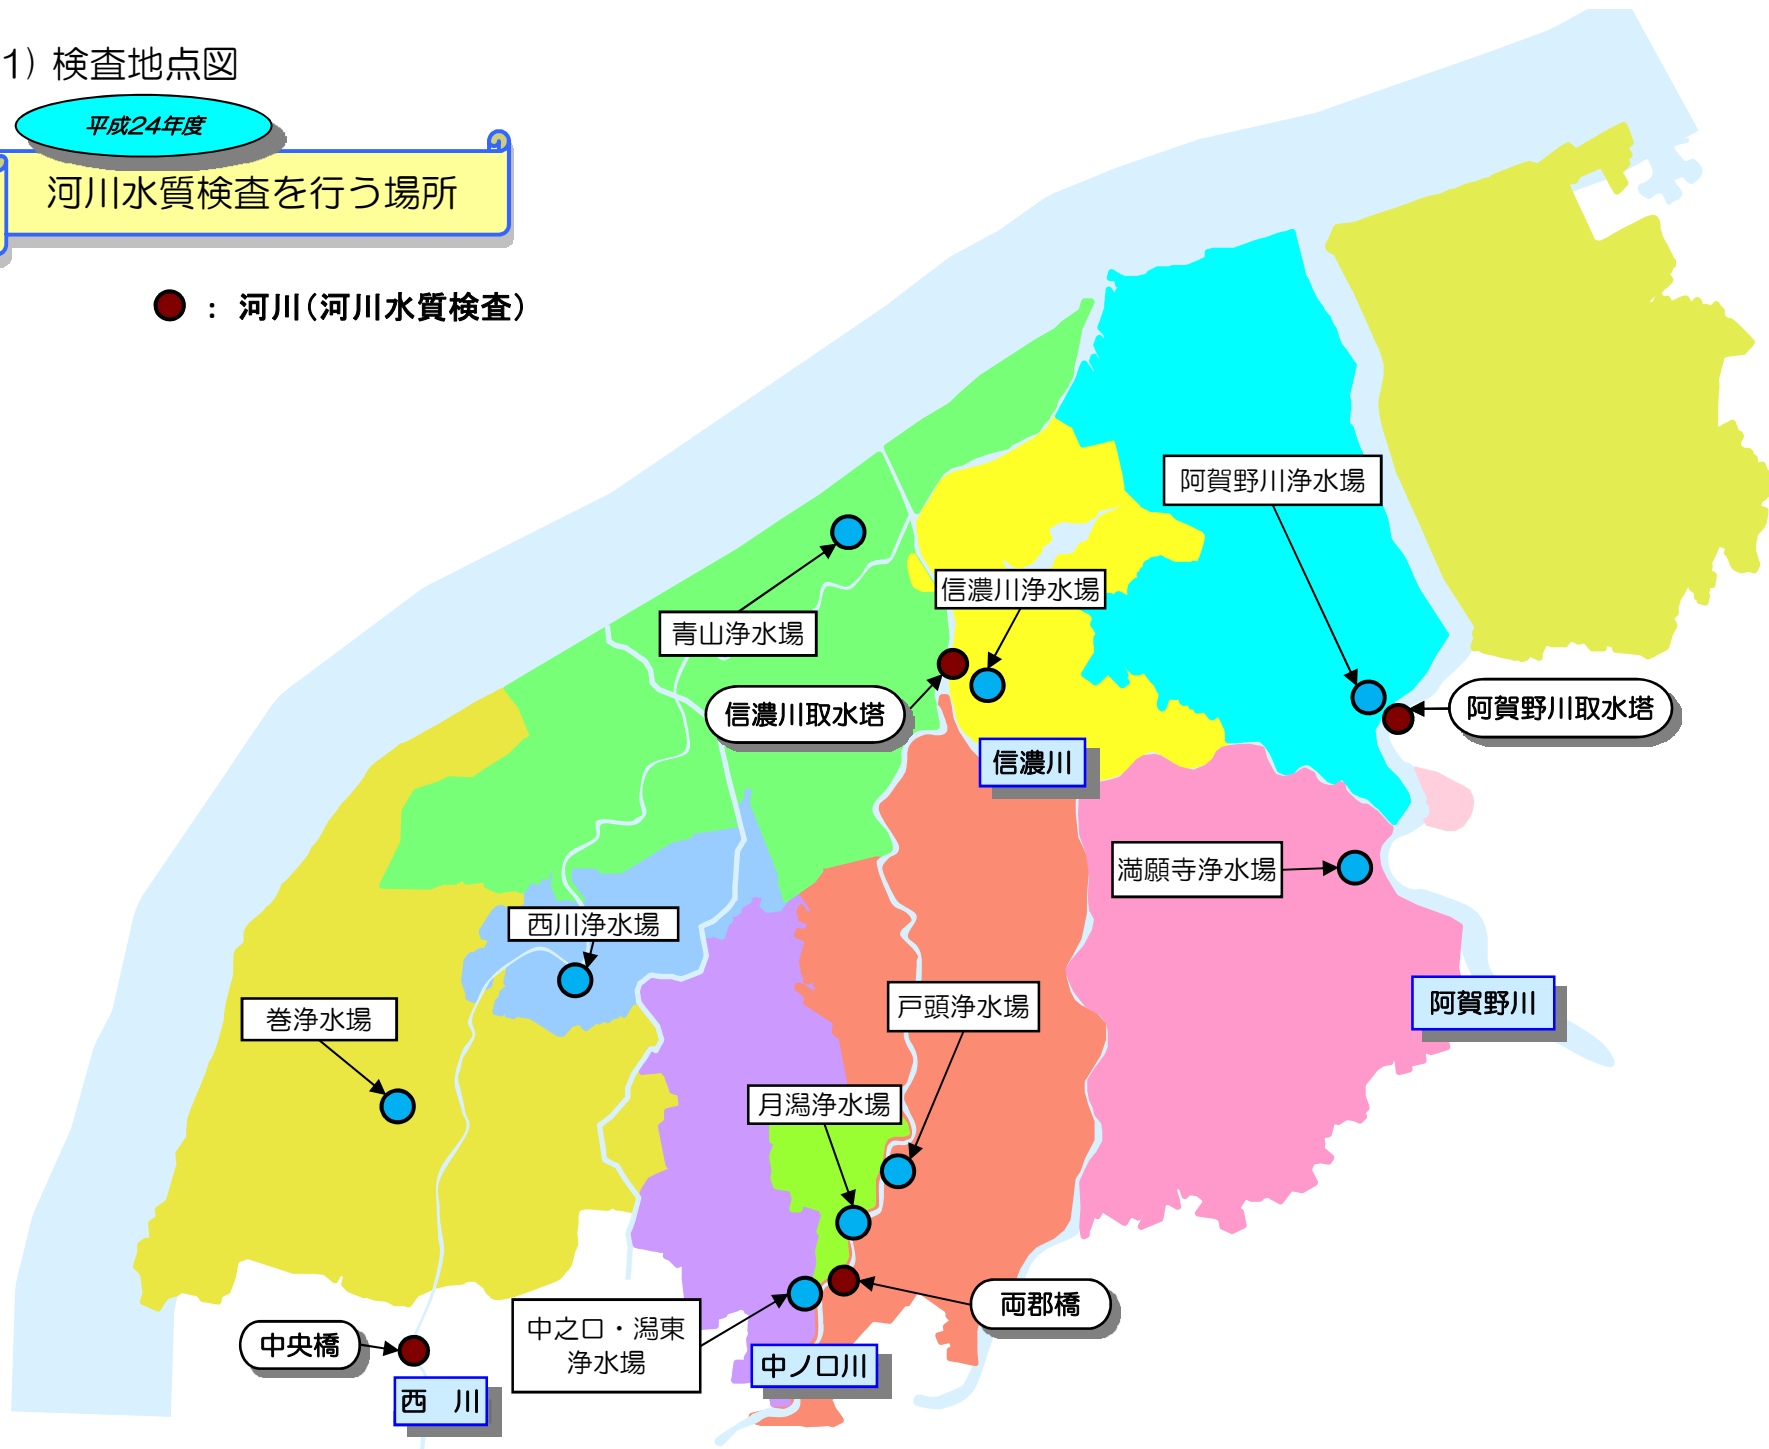 1) 検査地点図
平成24年度
河川水質検査を行う場所
： 河川（河川水質検査）
阿賀野川浄水場
信濃川浄水場
青山浄水場
信濃川取水塔
阿賀野川取水塔
信濃川
満願寺浄水場
西川浄水場
戸頭浄水場
阿賀野川
巻浄水場
月潟浄水場
両郡橋
中之口・潟東
浄水場
中央橋
中ノ口川
西　川